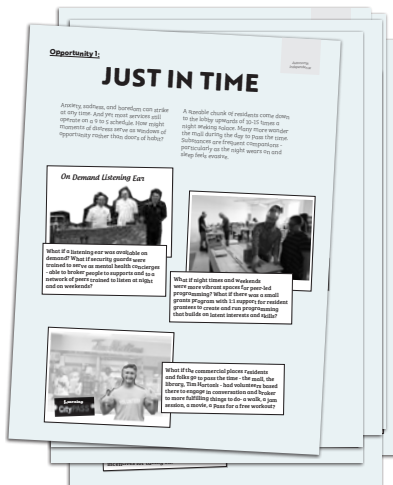 Opportunity 1:
JUST IN TIME
Anxiety, sadness, and boredom can strike
at any time. And yet most services still
operate on a 9 to 5 schedule. How might
moments of distress serve as windows of
opportunity rather than doors of habit?
A sizeable chunk of residents come down
to the lobby upwards of 10-15 times a
night seeking solace. Many more wander
the mall during the day to pass the time.
Substances are frequent companions -
particularly as the night wears on and
sleep feels evasive.
On Demand Listening Ear
What if a listening ear was available on
demand? What if security guards were
trained to serve as mental health concierges
- able to broker people to supports and to a
network of peers trained to listen at night
and on weekends?
What if night times and weekends
were more vibrant spaces for peer-led
programming? What if there was a small
grants program with 1:1 support for resident
grantees to create and run programming
that builds on latent interests and skills?
What if the commercial places residents
and folks go to pass the time - the mall, the
library, Tim Horton's - had volunteers based
there to engage in conversation and broker
to more fulfilling things to do - a walk, a jam
session, a movie, a Pass for a free workout?
Learning
CityPASS